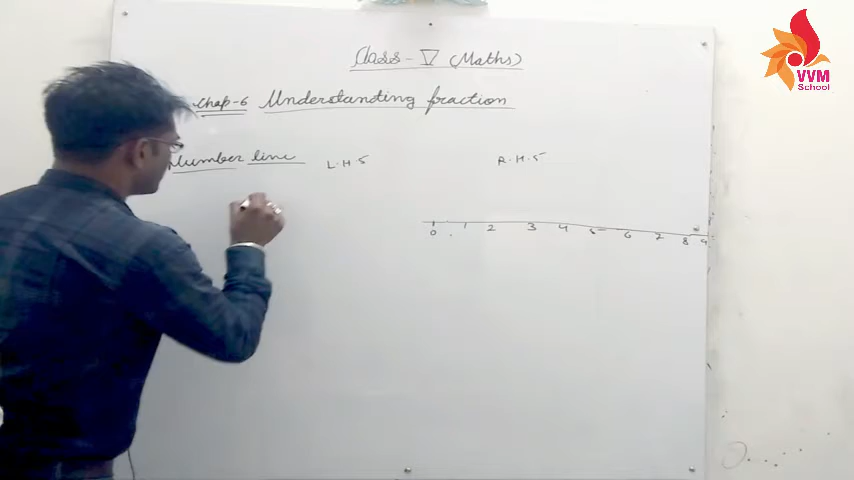 Class - V (Maths)
Chap-6 Understanding fraction
Number line L.H.S R.H.S
0 1 2 3 4 5 6 7 8 9
VVM
School